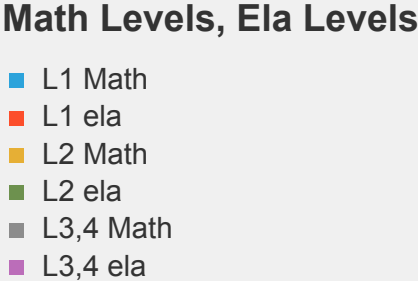 Math Levels, Ela Levels
L1 Math
L1 ela
L2 Math
L2 ela
L3,4 Math
L3,4 ela